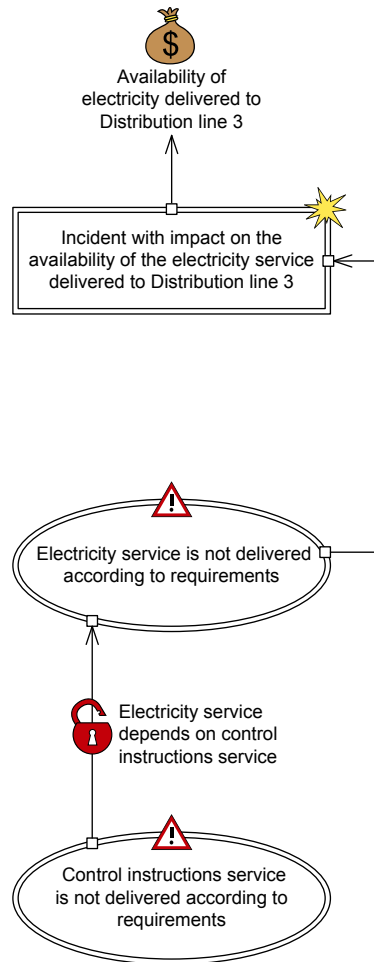 $
Availability of
electricity delivered to
Distribution line 3
Incident with impact on the
availability of the electricity service
delivered to Distribution line 3
!
Electricity service is not delivered
according to requirements
Electricity service
depends on control
instructions service
!
Control instructions service
is not delivered according to
requirements